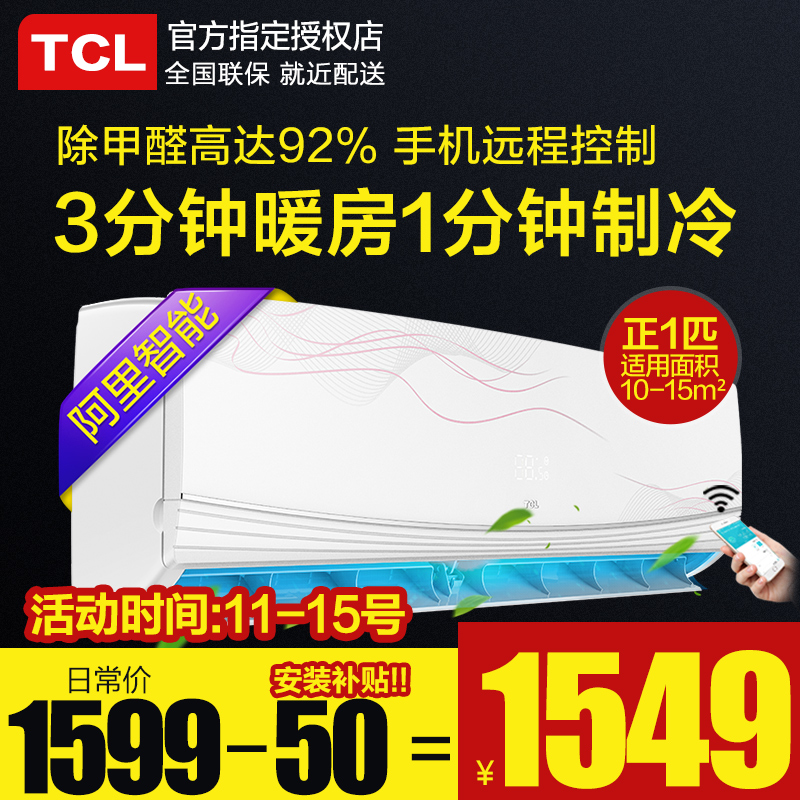 TCL 官方指定授权店
全国联保 就近配送
除甲醛高达92% 手机远程控制
3分钟暖房1分钟制冷
阿里智能
正1匹
适用面积
10-15m²
TCL
活动时间:11-15号
日常价
安装补贴!!
1599-50=¥1549